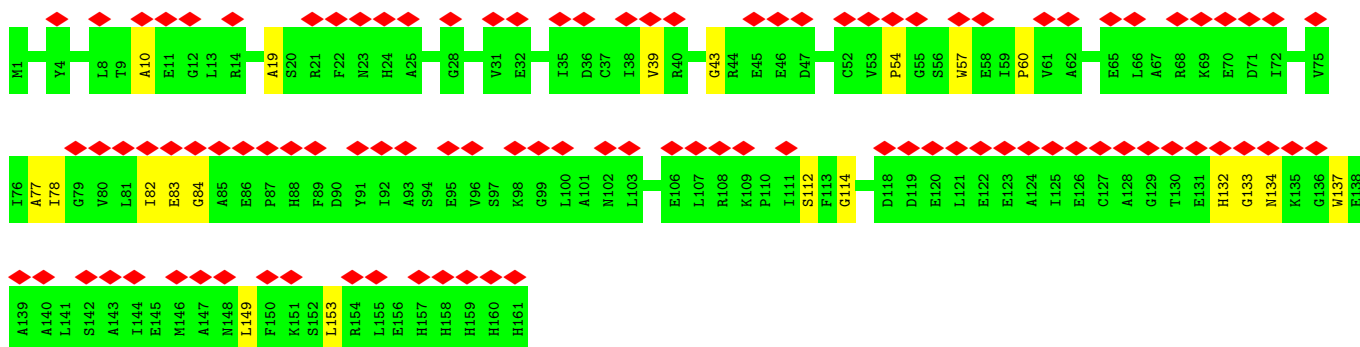 M1 Y4 L8 T9 A10 E11 G12 L13 R14 A19 S20 R21 F22 N23 H24 A25 G28 V31 E32 I35 D36 C37 I38 V39 R40 G43 R44 E45 E46 D47 C52 V53 P54 G55 S56 W57 E58 I59 P60 V61 A62 E65 L66 A67 R68 K69 E70 D71 I72 V75
I76 A77 I78 G79 V80 L81 I82 E83 G84 A85 E86 P87 H88 F89 D90 Y91 I92 A93 S94 E95 V96 S97 K98 G99 L100 A101 N102 L103 E106 L107 R108 K109 P110 I111 S112 F113 G114 D118 D119 E120 L121 E122 E123 A124 I125 E126 C127 A128 G129 T130 E131 H132 G133 N134 K135 G136 W137 E138
A139 A140 L141 S142 A143 I144 E145 M146 A147 N148 L149 F150 K151 S152 L153 R154 L155 E156 H157 H158 H159 H160 H161